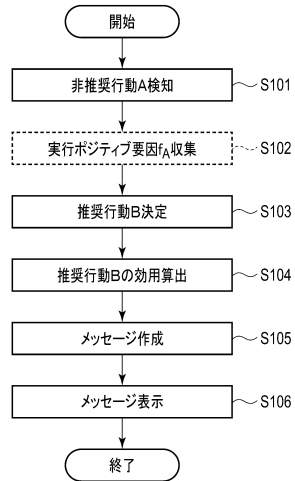 開始
非推奨行動A検知 S101
実行ポジティブ要因fA収集 S102
推奨行動B決定 S103
推奨行動Bの効用算出 S104
メッセージ作成 S105
メッセージ表示 S106
終了